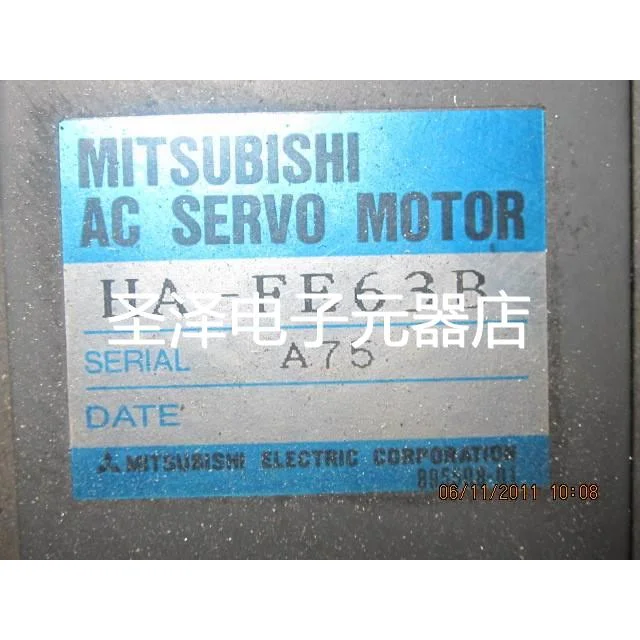 MITSUBISHI
AC SERVO MOTOR
HA-FE63B
圣泽电子元器店
SERIAL A75
DATE
MITSUBISHI ELECTRIC CORPORATION
06/11/2011 10:08